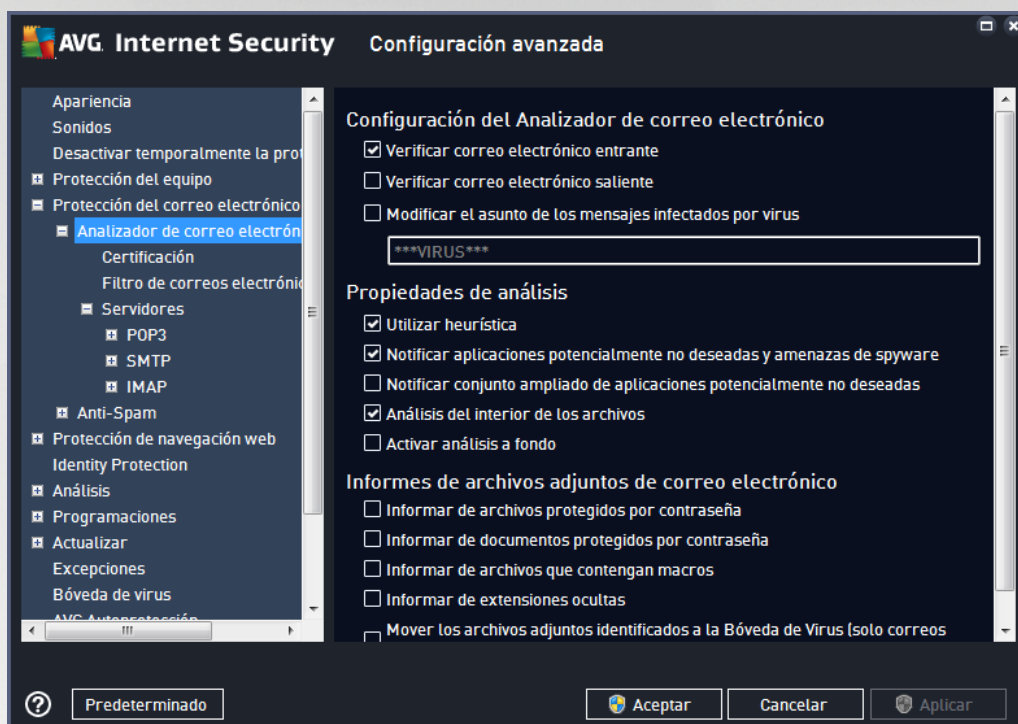 AVG. Internet Security
Configuración avanzada
Apariencia
Sonidos
Desactivar temporalmente la prot
Protección del equipo
Protección del correo electrónico
Analizador de correo electrón
Certificación
Filtro de correos electrónic
Servidores
POP3
SMTP
IMAP
Anti-Spam
Protección de navegación web
Identity Protection
Análisis
Programaciones
Actualizar
Excepciones
Bóveda de virus
AVG Autoprotección
Configuración del Analizador de correo electrónico
Verificar correo electrónico entrante
Verificar correo electrónico saliente
Modificar el asunto de los mensajes infectados por virus
***VIRUS***
Propiedades de análisis
Utilizar heurística
Notificar aplicaciones potencialmente no deseadas y amenazas de spyware
Notificar conjunto ampliado de aplicaciones potencialmente no deseadas
Análisis del interior de los archivos
Activar análisis a fondo
Informes de archivos adjuntos de correo electrónico
Informar de archivos protegidos por contraseña
Informar de documentos protegidos por contraseña
Informar de archivos que contengan macros
Informar de extensiones ocultas
Mover los archivos adjuntos identificados a la Bóveda de Virus (solo correos
Predeterminado
Aceptar
Cancelar
Aplicar